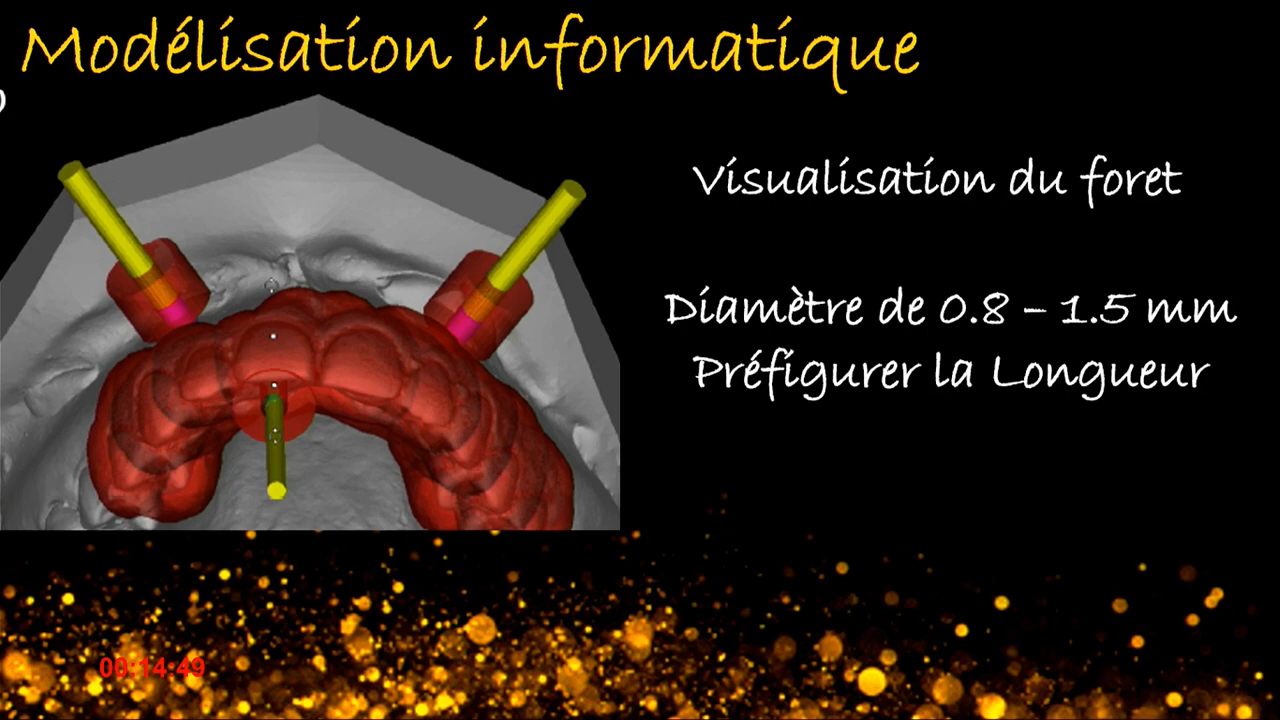 Modélisation informatique
Visualisation du foret
Diamètre de 0.8 – 1.5 mm
Préfigurer la Longueur
00:14:49